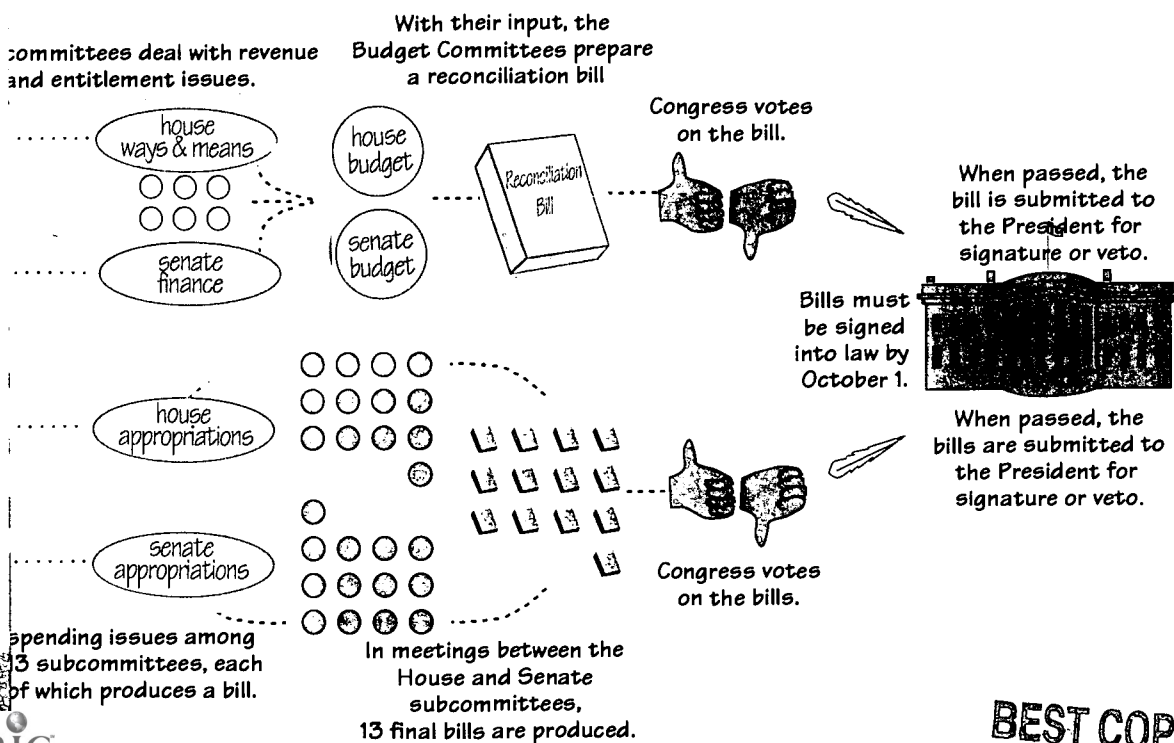 committees deal with revenue
and entitlement issues.
With their input, the
Budget Committees prepare
a reconciliation bill
house
ways & means
senate
finance
house
budget
senate
budget
Reconciliation
Bill
Congress votes
on the bill.
When passed, the
bill is submitted to
the President for
signature or veto.
Bills must
be signed
into law by
October 1.
house
appropriations
senate
appropriations
spending issues among
13 subcommittees, each
of which produces a bill.
In meetings between the
House and Senate
subcommittees,
13 final bills are produced.
Congress votes
on the bills.
When passed, the
bills are submitted to
the President for
signature or veto.
BEST COP